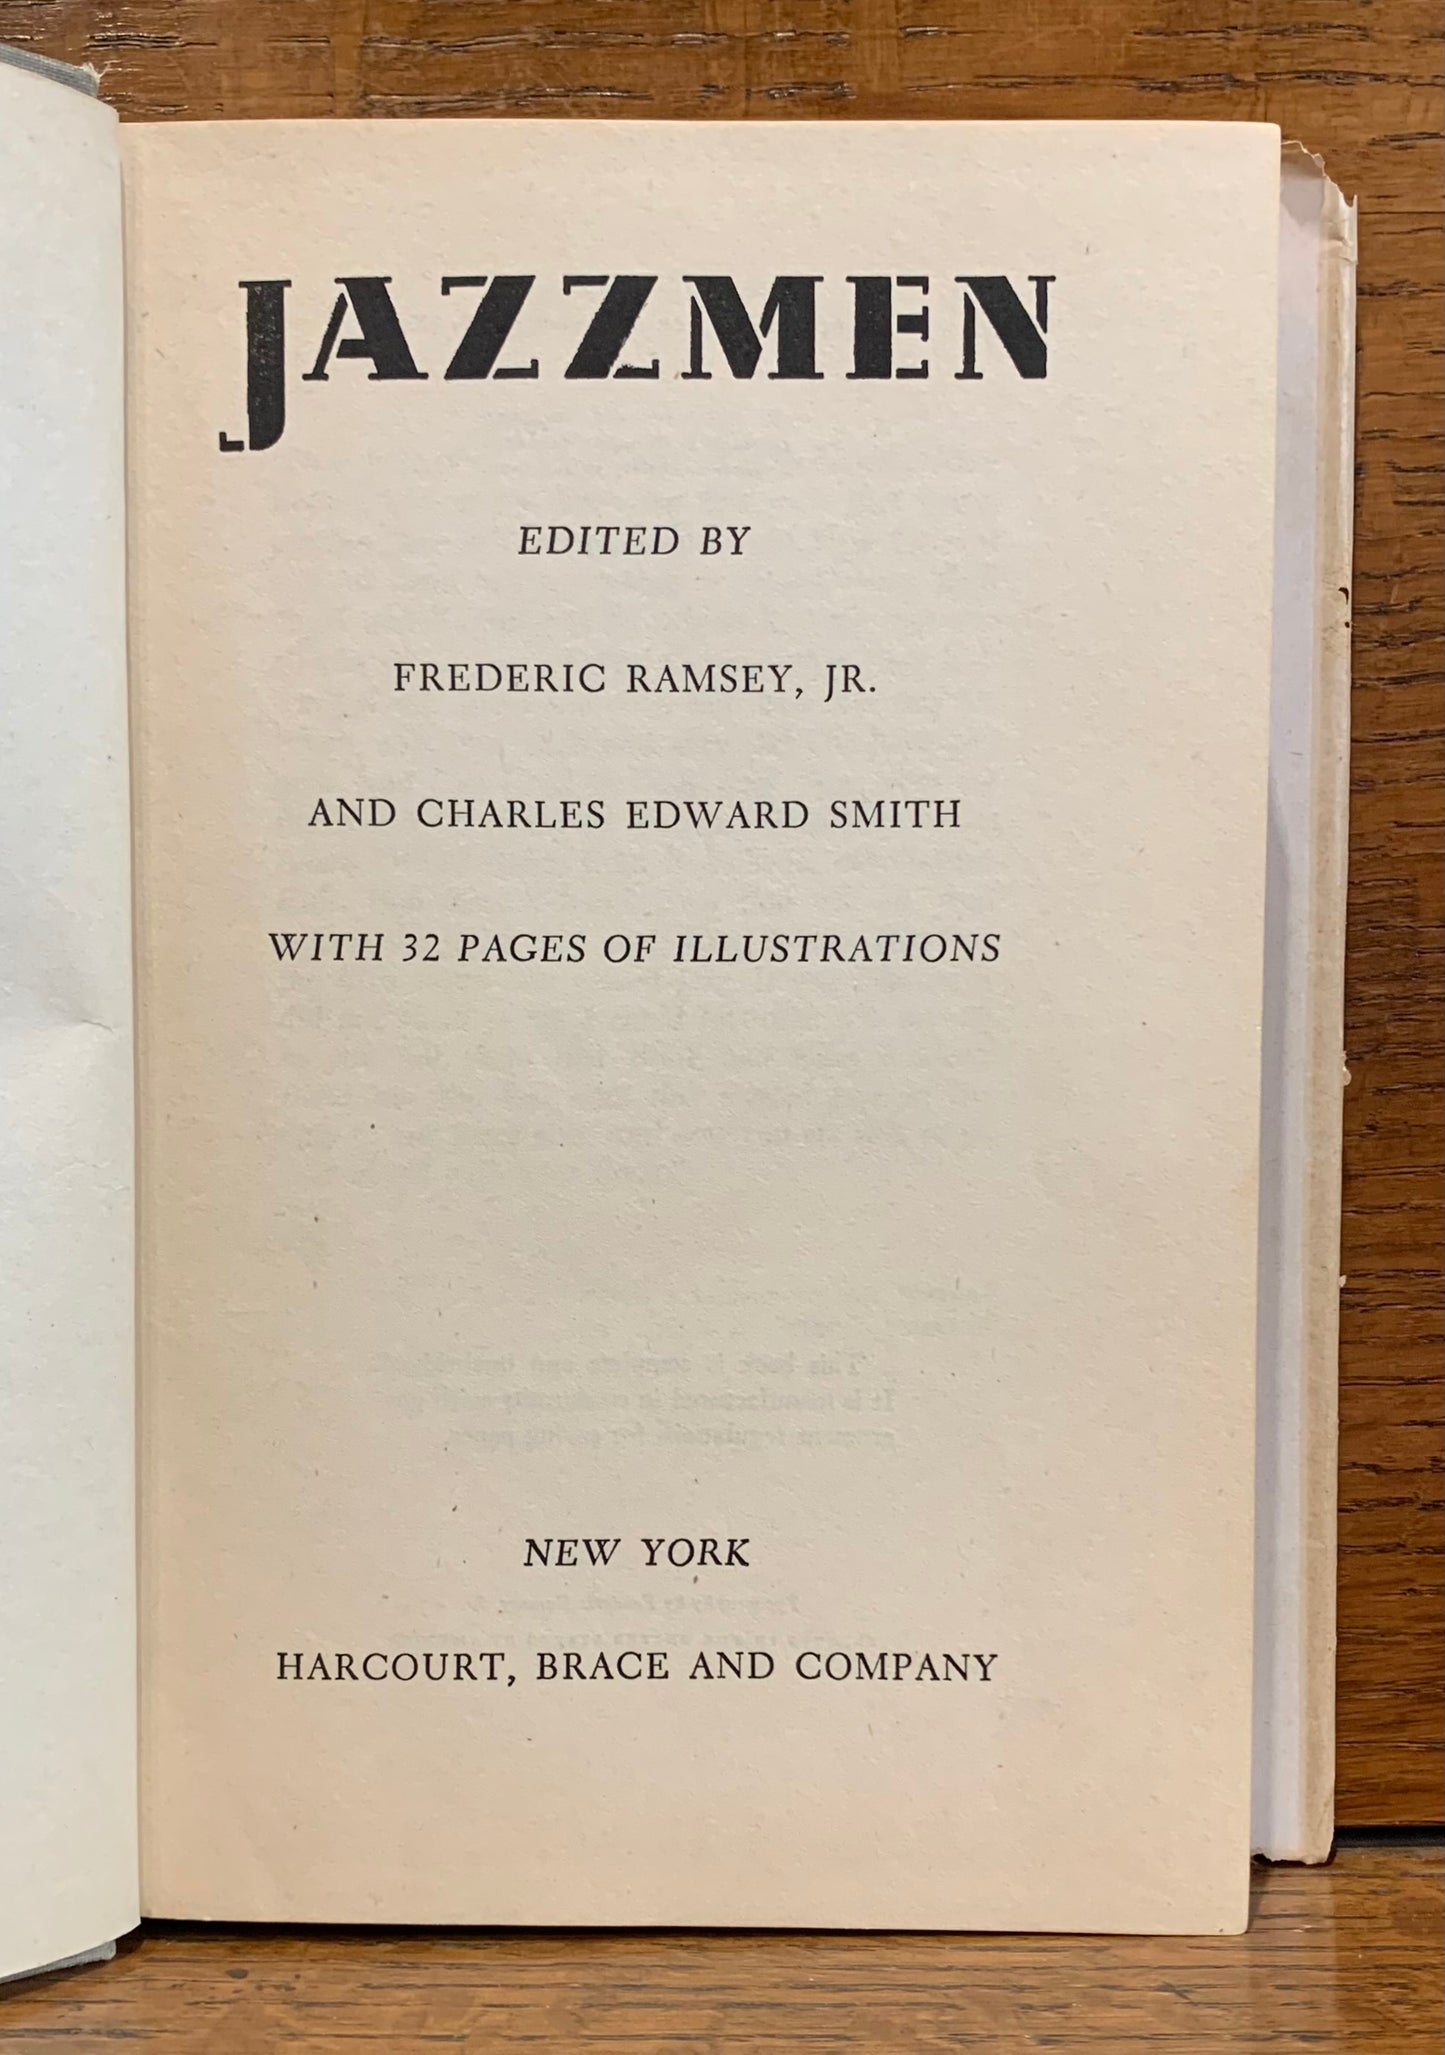 JAZZMEN
EDITED BY
FREDERIC RAMSEY, JR.
AND CHARLES EDWARD SMITH
WITH 32 PAGES OF ILLUSTRATIONS
NEW YORK
HARCOURT, BRACE AND COMPANY